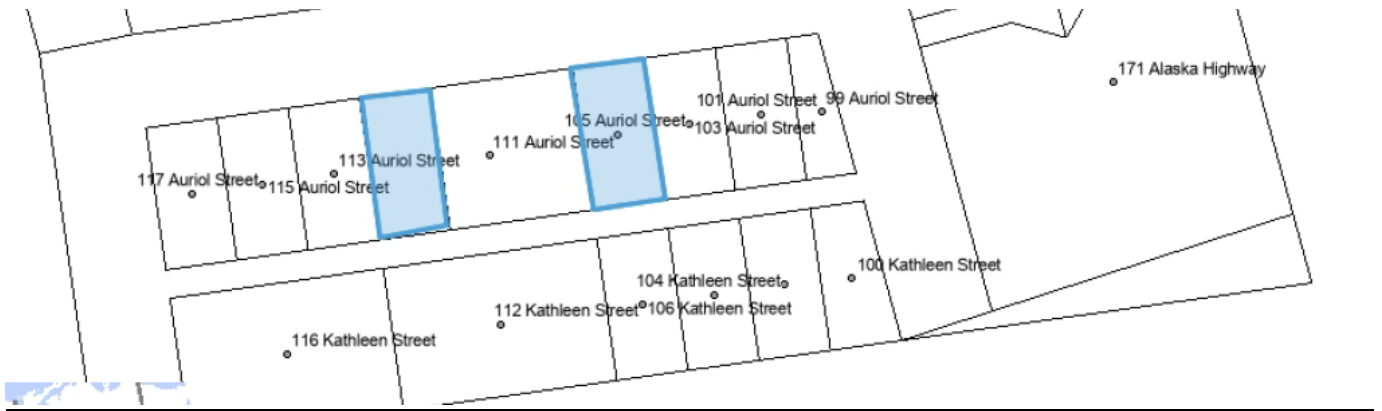 171 Alaska Highway
101 Auriol Street
99 Auriol Street
105 Auriol Street
103 Auriol Street
111 Auriol Street
113 Auriol Street
117 Auriol Street
115 Auriol Street
100 Kathleen Street
104 Kathleen Street
112 Kathleen Street
106 Kathleen Street
116 Kathleen Street